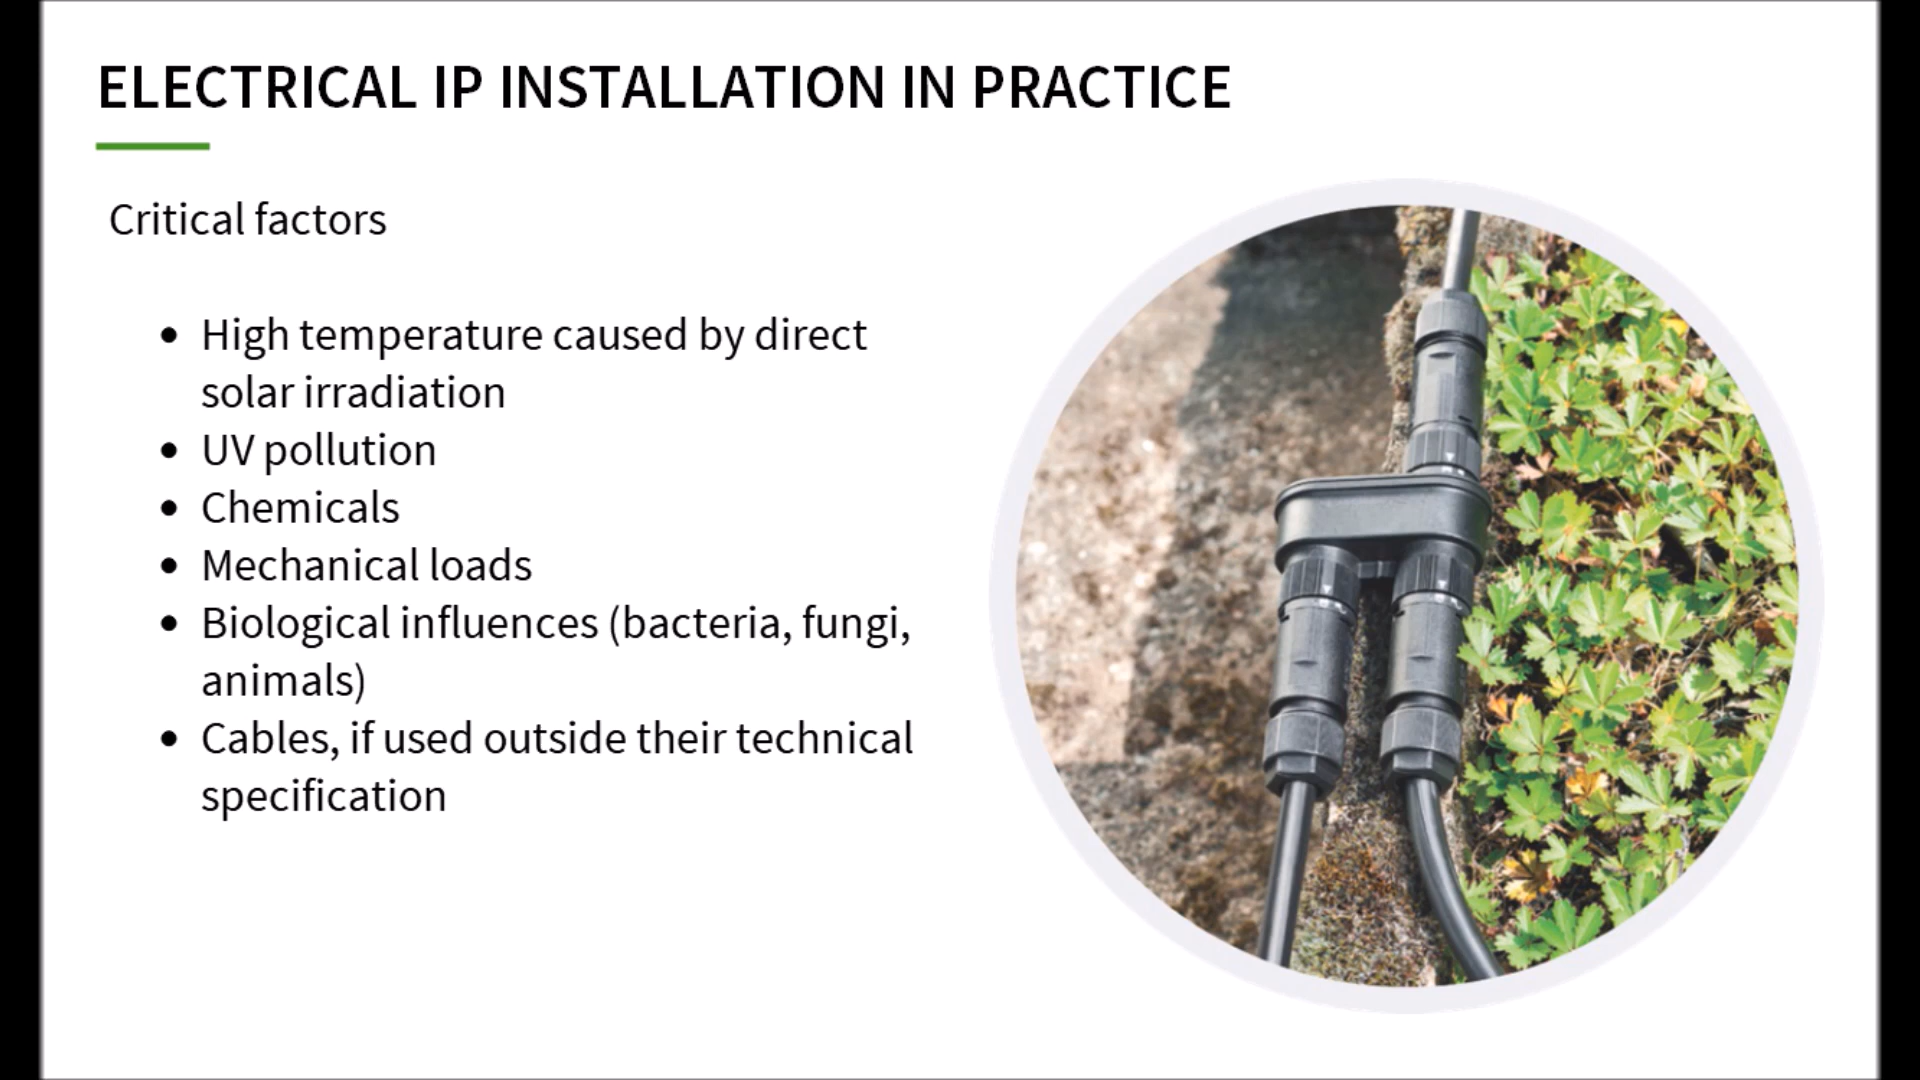 ELECTRICAL IP INSTALLATION IN PRACTICE
Critical factors
• High temperature caused by direct
solar irradiation
• UV pollution
• Chemicals
• Mechanical loads
• Biological influences (bacteria, fungi,
animals)
• Cables, if used outside their technical
specification